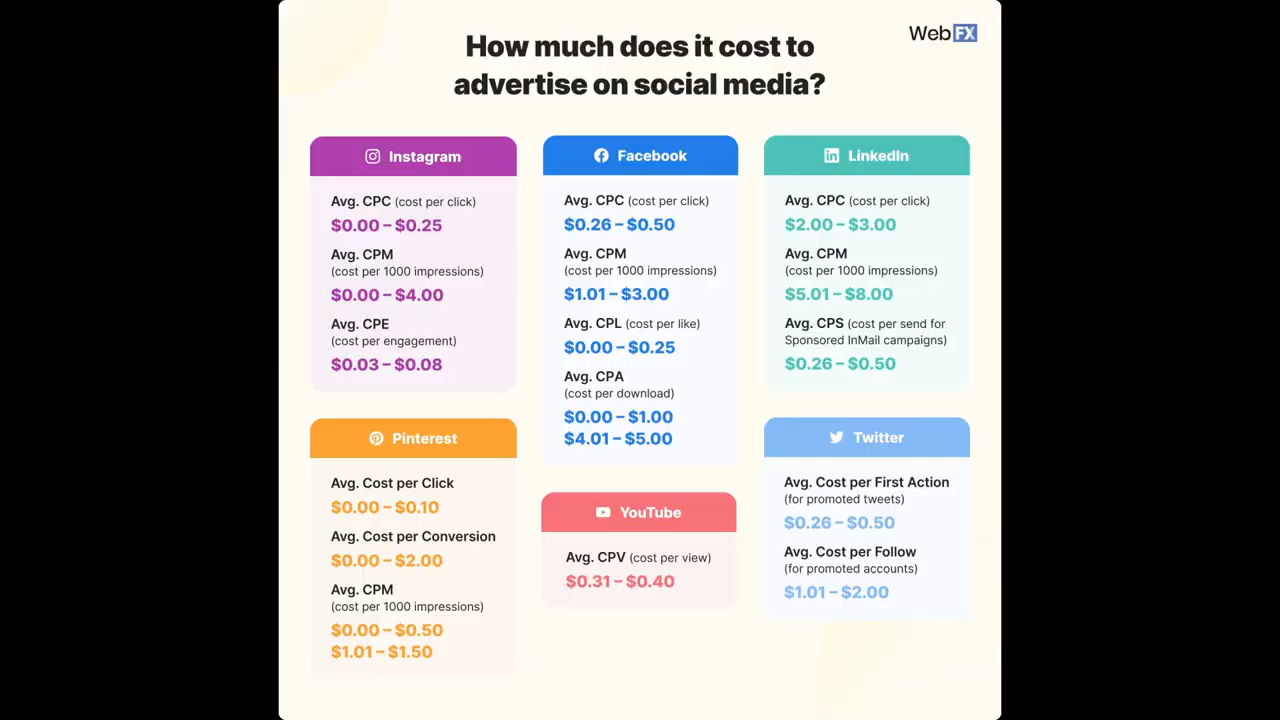 How much does it cost to
advertise on social media?
WebFX
Instagram
Avg. CPC (cost per click)
$0.00 – $0.25
Avg. CPM
(cost per 1000 impressions)
$0.00 – $4.00
Avg. CPE
(cost per engagement)
$0.03 – $0.08
Facebook
Avg. CPC (cost per click)
$0.26 – $0.50
Avg. CPM
(cost per 1000 impressions)
$1.01 – $3.00
Avg. CPL (cost per like)
$0.00 – $0.25
Avg. CPA
(cost per download)
$0.00 – $1.00
$4.01 – $5.00
LinkedIn
Avg. CPC (cost per click)
$2.00 – $3.00
Avg. CPM
(cost per 1000 impressions)
$5.01 – $8.00
Avg. CPS (cost per send for
Sponsored InMail campaigns)
$0.26 – $0.50
Pinterest
Avg. Cost per Click
$0.00 – $0.10
Avg. Cost per Conversion
$0.00 – $2.00
Avg. CPM
(cost per 1000 impressions)
$0.00 – $0.50
$1.01 – $1.50
YouTube
Avg. CPV (cost per view)
$0.31 – $0.40
Twitter
Avg. Cost per First Action
(for promoted tweets)
$0.26 – $0.50
Avg. Cost per Follow
(for promoted accounts)
$1.01 – $2.00